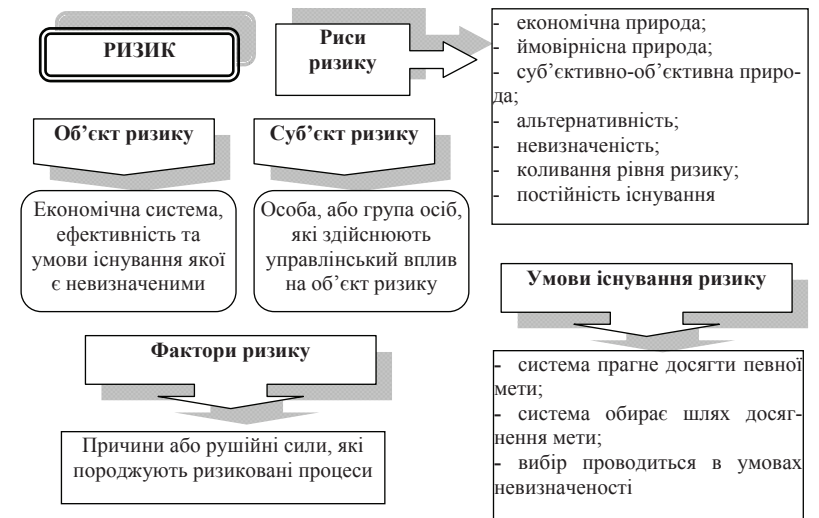 РИЗИК
Риси
ризику
- економічна природа;
- ймовірнісна природа;
- суб’єктивно-об’єктивна приро-
да;
- альтернативність;
- невизначеність;
- коливання рівня ризику;
- постійність існування
Об’єкт ризику
Економічна система,
ефективність та
умови існування якої
є невизначеними
Суб’єкт ризику
Особа, або група осіб,
які здійснюють
управлінський вплив
на об’єкт ризику
Умови існування ризику
- система прагне досягти певної
мети;
- система обирає шлях досяг-
нення мети;
- вибір проводиться в умовах
невизначеності
Фактори ризику
Причини або рушійні сили, які
породжують ризиковані процеси